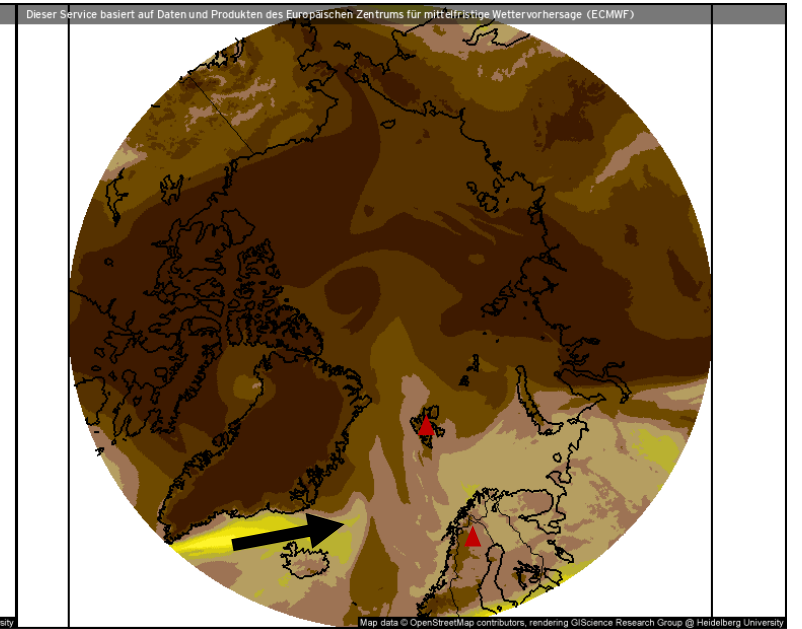 Dieser Service basiert auf Daten und Produkten des Europäischen Zentrums für mittelfristige Wettervorhersage (ECMWF)
sity
Map data © OpenStreetMap contributors, rendering GIScience Research Group @ Heidelberg University